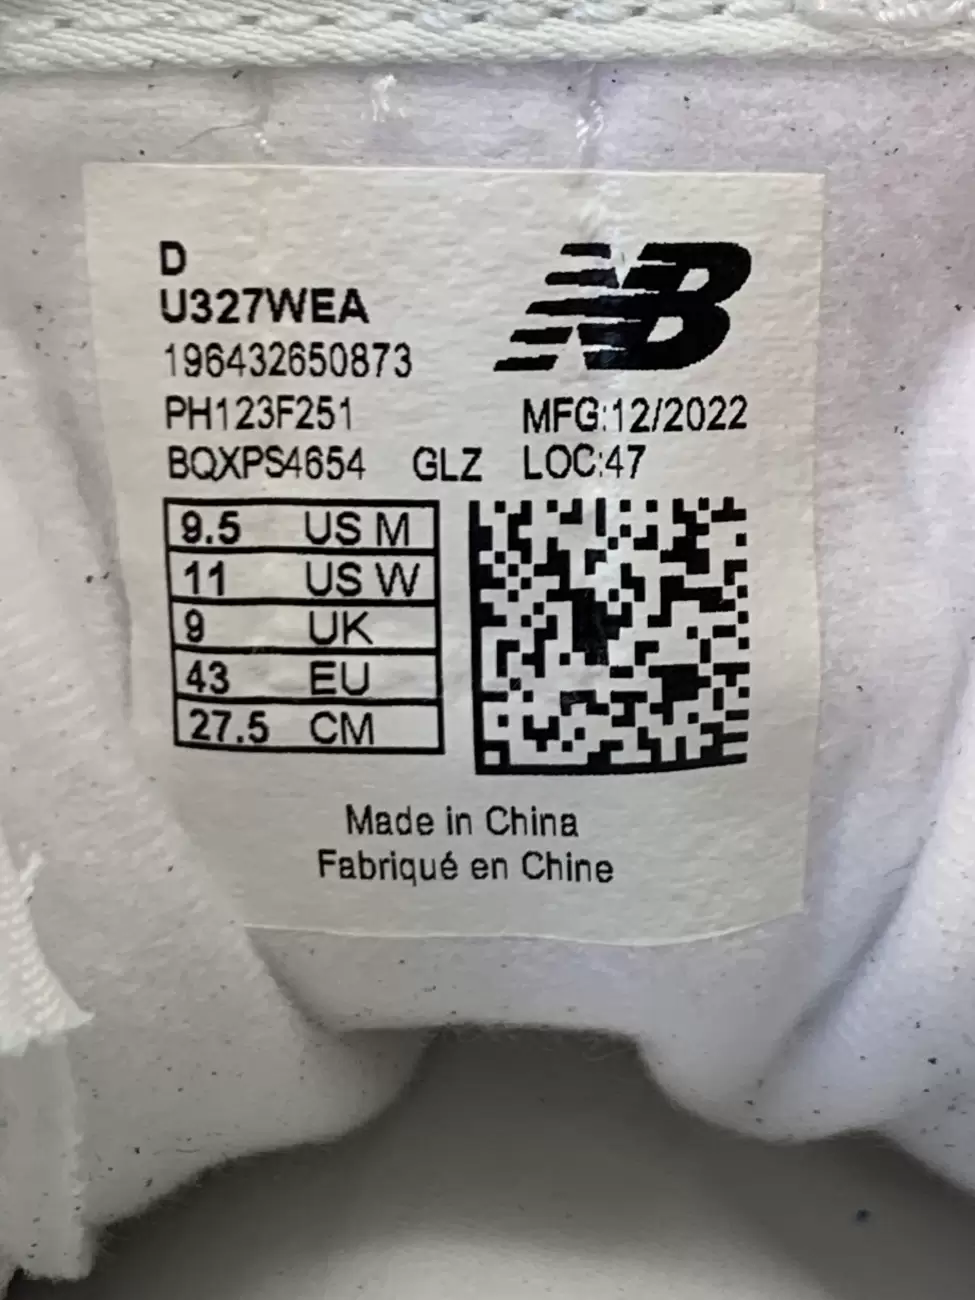 D
U327WEA
196432650873
PH123F251 MFG:12/2022
BQXPS4654 GLZ LOC:47
9.5 US M
11 US W
9 UK
43 EU
27.5 CM
NB
Made in China
Fabriqué en Chine